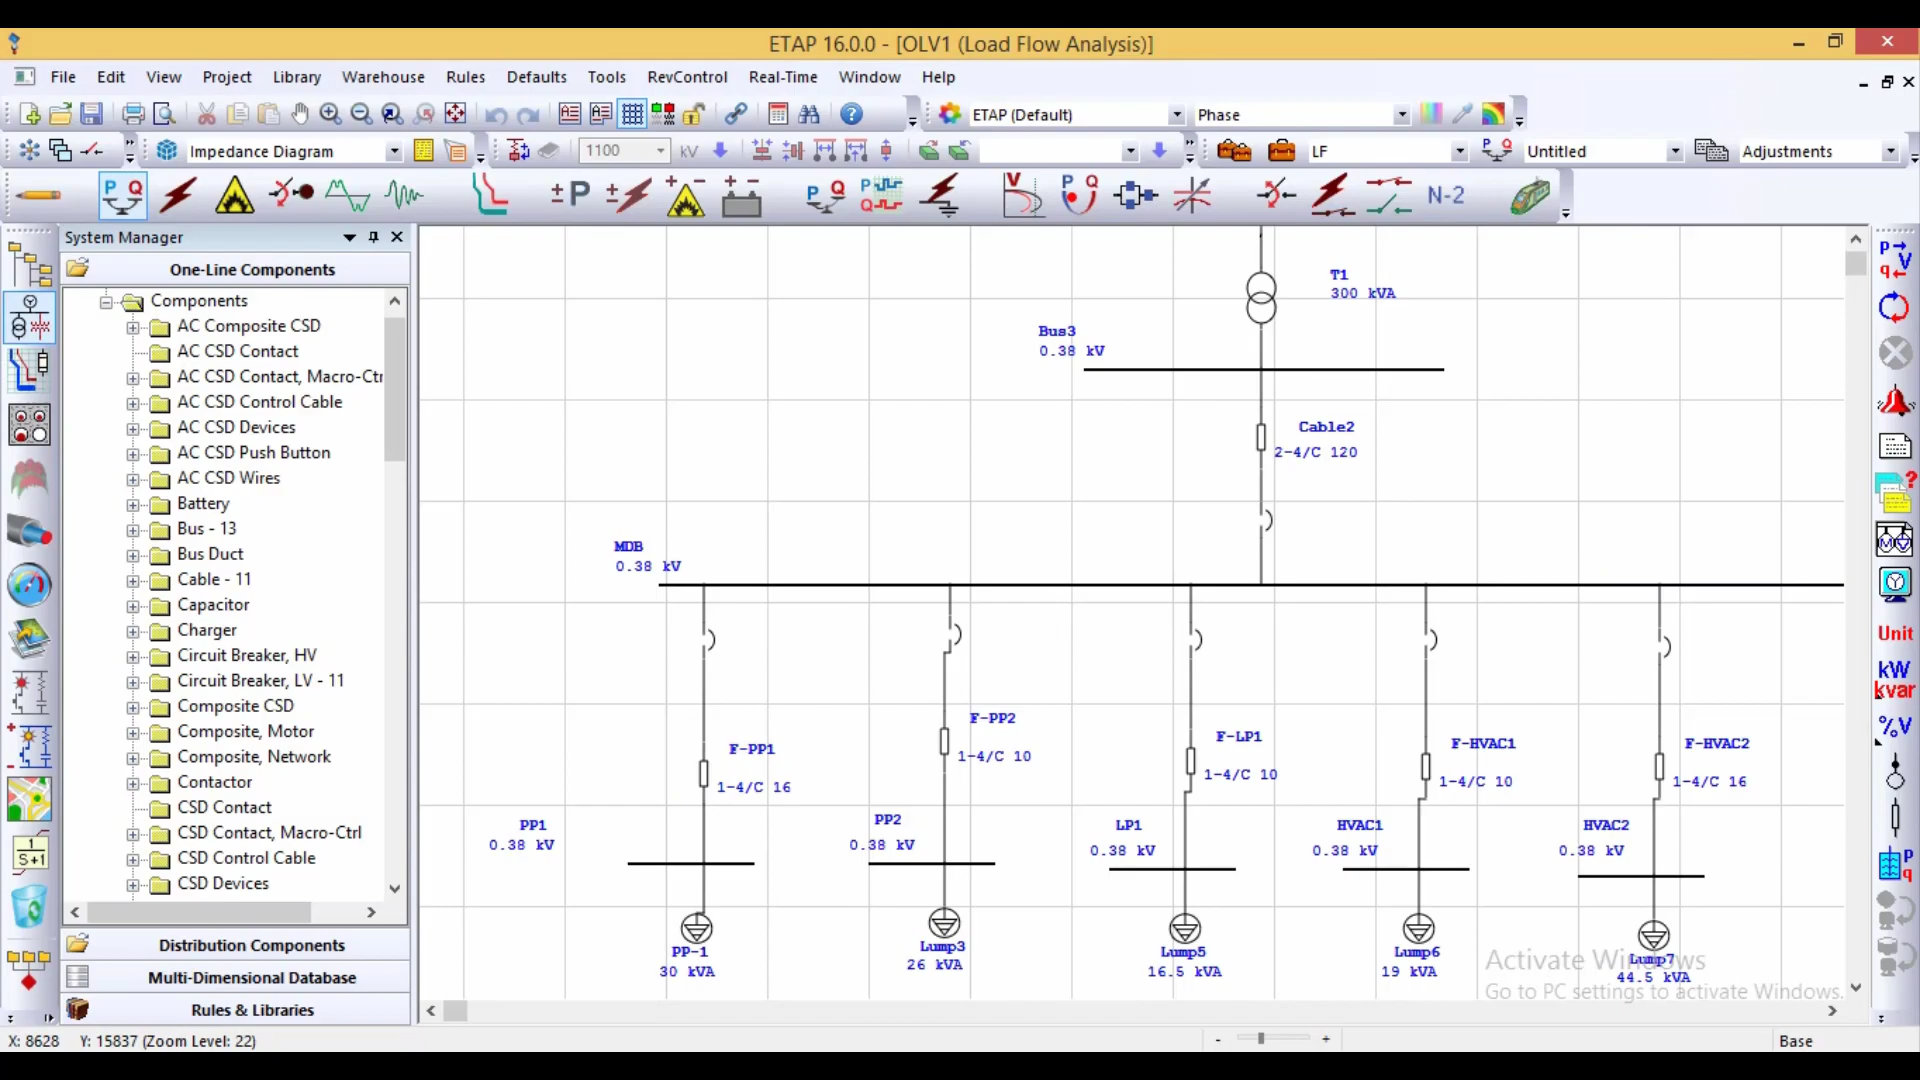 ETAP 16.0.0 - [OLV1 (Load Flow Analysis)]
File Edit View Project Library Warehouse Rules Defaults Tools RevControl Real-Time Window Help
ETAP (Default) Phase
Impedance Diagram 1100 kV LF Untitled Adjustments
N-2
System Manager
One-Line Components
Components
AC Composite CSD
AC CSD Contact
AC CSD Contact, Macro-Ctr
AC CSD Control Cable
AC CSD Devices
AC CSD Push Button
AC CSD Wires
Battery
Bus - 13
Bus Duct
Cable - 11
Capacitor
Charger
Circuit Breaker, HV
Circuit Breaker, LV - 11
Composite CSD
Composite, Motor
Composite, Network
Contactor
CSD Contact
CSD Contact, Macro-Ctrl
CSD Control Cable
CSD Devices
Distribution Components
Multi-Dimensional Database
Rules & Libraries
T1
300 kVA
Bus3
0.38 kV
Cable2
2-4/C 120
MDB
0.38 kV
F-PP1
1-4/C 16
F-PP2
1-4/C 10
F-LP1
1-4/C 10
F-HVAC1
1-4/C 10
F-HVAC2
1-4/C 16
PP1
0.38 kV
PP2
0.38 kV
LP1
0.38 kV
HVAC1
0.38 kV
HVAC2
0.38 kV
PP-1
30 kVA
Lump3
26 kVA
Lump5
16.5 kVA
Lump6
19 kVA
Lump7
44.5 kVA
Activate Windows
Go to PC settings to activate Windows.
Unit
kW
kvar
%V
X: 8628 Y: 15837 (Zoom Level: 22)
Base